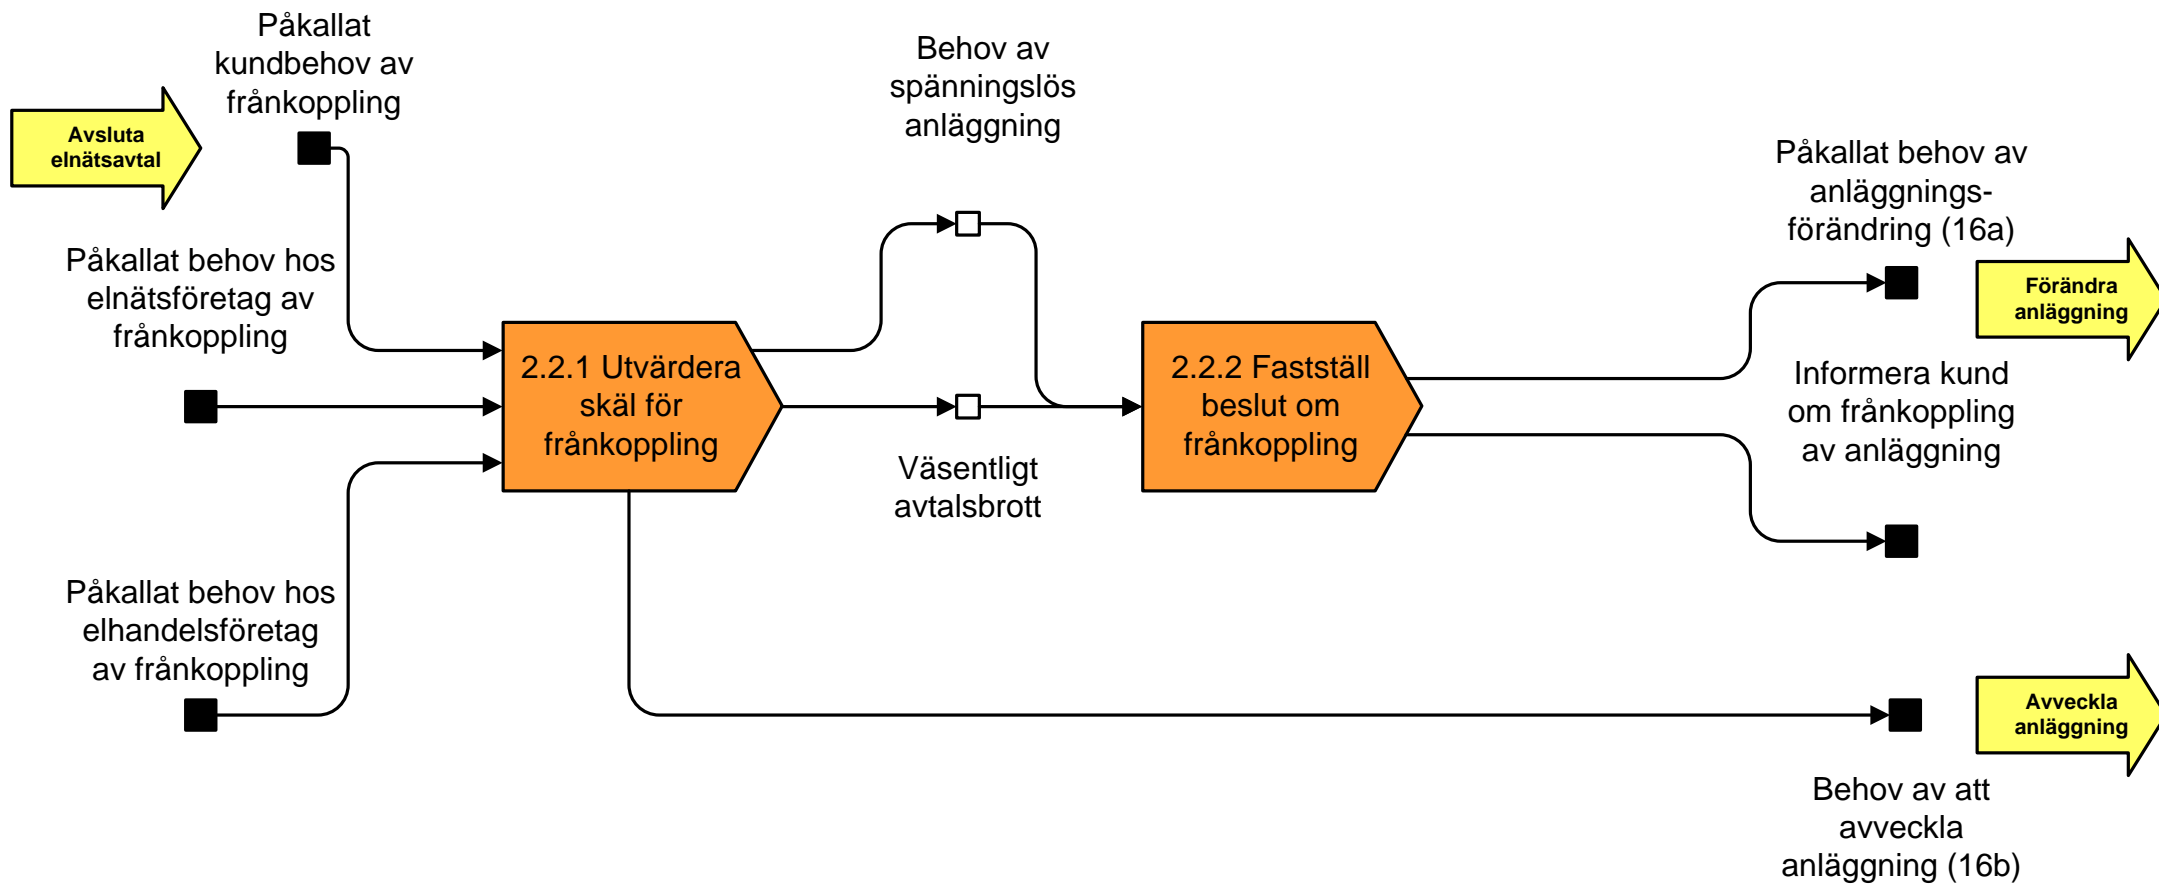 Påkallat
kundbehov av
frånkoppling
Avsluta
elnätsavtal
Påkallat behov hos
elnätsföretag av
frånkoppling
Påkallat behov hos
elhandelsföretag
av frånkoppling
2.2.1 Utvärdera
skäl för
frånkoppling
Behov av
spänningslös
anläggning
Väsentligt
avtalsbrott
2.2.2 Fastställ
beslut om
frånkoppling
Påkallat behov av
anläggnings-
förändring (16a)
Förändra
anläggning
Informera kund
om frånkoppling
av anläggning
Avveckla
anläggning
Behov av att
avveckla
anläggning (16b)